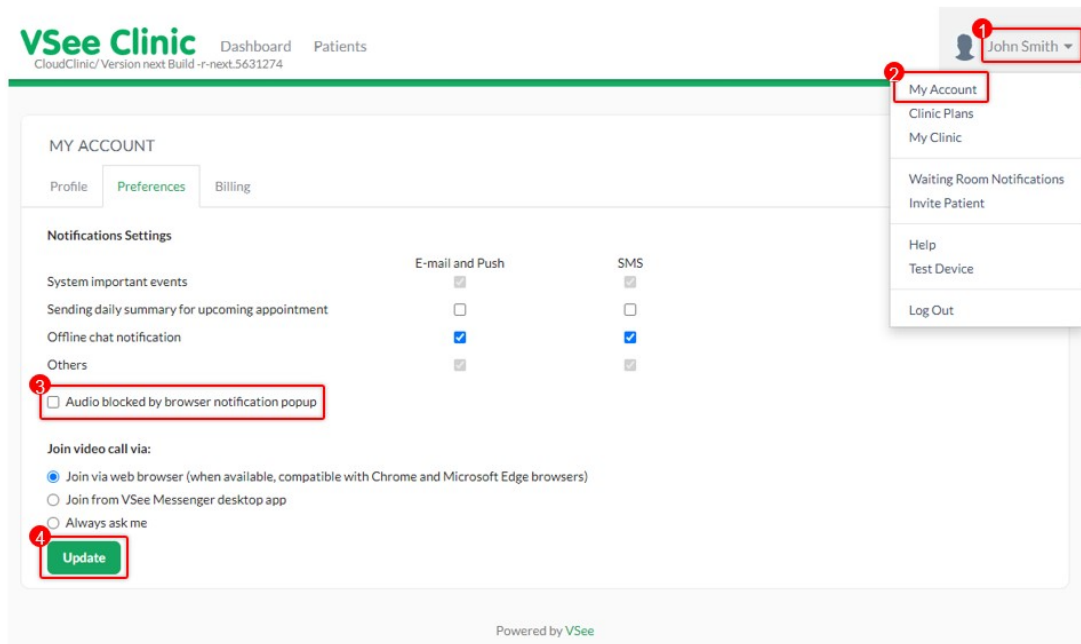 VSee Clinic Dashboard Patients
CloudClinic/ Version next Build -r-next.5631274
1
John Smith
2
My Account
Clinic Plans
My Clinic
Waiting Room Notifications
Invite Patient
Help
Test Device
Log Out
MY ACCOUNT
Profile Preferences Billing
Notifications Settings
E-mail and Push SMS
System important events
Sending daily summary for upcoming appointment
Offline chat notification
Others
3
Audio blocked by browser notification popup
Join video call via:
Join via web browser (when available, compatible with Chrome and Microsoft Edge browsers)
Join from VSee Messenger desktop app
Always ask me
4
Update
Powered by VSee